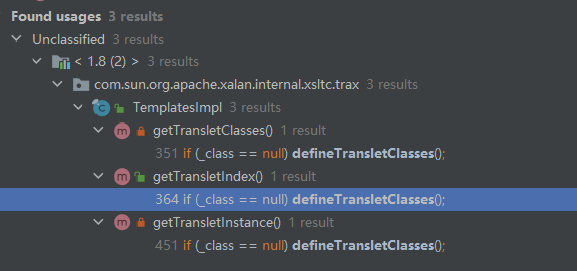 Found usages 3 results
Unclassified 3 results
< 1.8 (2) > 3 results
com.sun.org.apache.xalan.internal.xsltc.trax 3 results
TemplatesImpl 3 results
getTransletClasses() 1 result
351 if (_class == null) defineTransletClasses();
getTransletIndex() 1 result
364 if (_class == null) defineTransletClasses();
getTransletInstance() 1 result
451 if (_class == null) defineTransletClasses();